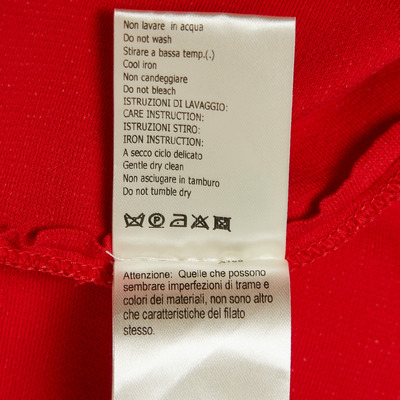 Non lavare in acqua
Do not wash
Stirare a bassa temp.(.)
Cool iron
Non candeggiare
Do not bleach
ISTRUZIONI DI LAVAGGIO:
CARE INSTRUCTION:
ISTRUZIONI STIRO:
IRON INSTRUCTION:
A secco ciclo delicato
Gentle dry clean
Non asciugare in tamburo
Do not tumble dry
P
Attenzione: Quelle che possono
sembrare imperfezioni di trama e
colori dei materiali, non sono altro
che caratteristiche del filato
stesso.